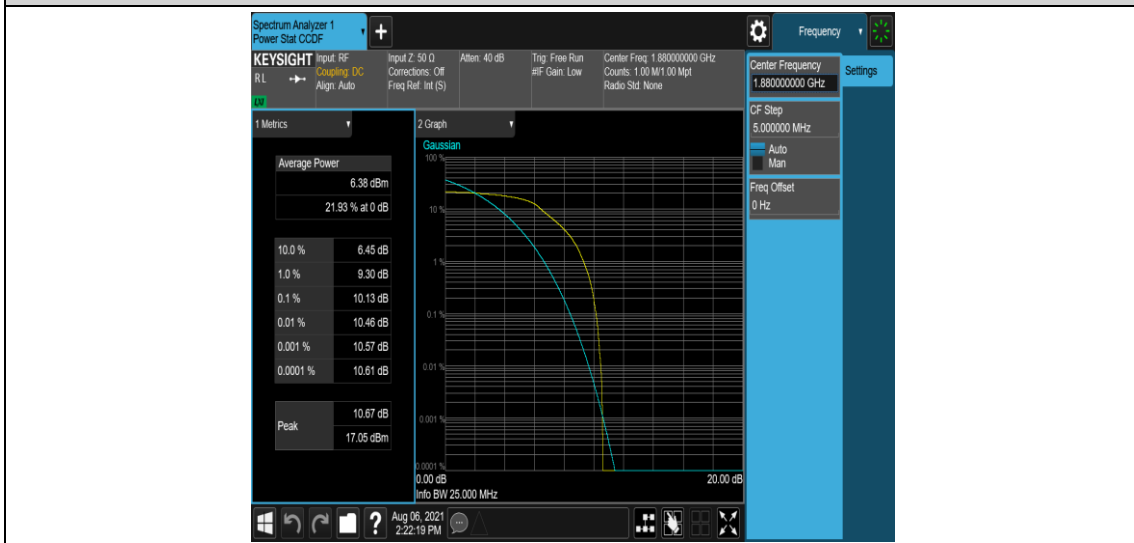 Spectrum Analyzer 1
Power Stat CCDF
Frequency
KEYSIGHT
RL
Input: RF
Coupling: DC
Align: Auto
Input Z: 50 Ω
Corrections: Off
Freq Ref: Int (S)
Atten: 40 dB
Trig: Free Run
#IF Gain: Low
Center Freq: 1.880000000 GHz
Counts: 1.00 M/1.00 Mpt
Radio Std: None
Center Frequency
1.880000000 GHz
Settings
CF Step
5.000000 MHz
Auto
Man
Freq Offset
0 Hz
1 Metrics
Average Power
6.38 dBm
21.93 % at 0 dB
10.0 % 6.45 dB
1.0 % 9.30 dB
0.1 % 10.13 dB
0.01 % 10.46 dB
0.001 % 10.57 dB
0.0001 % 10.61 dB
Peak
10.67 dB
17.05 dBm
2 Graph
Gaussian
100 %
10 %
1 %
0.1 %
0.01 %
0.001 %
0.0001 %
0.00 dB 20.00 dB
Info BW 25.000 MHz
?
Aug 06, 2021
2:22:19 PM